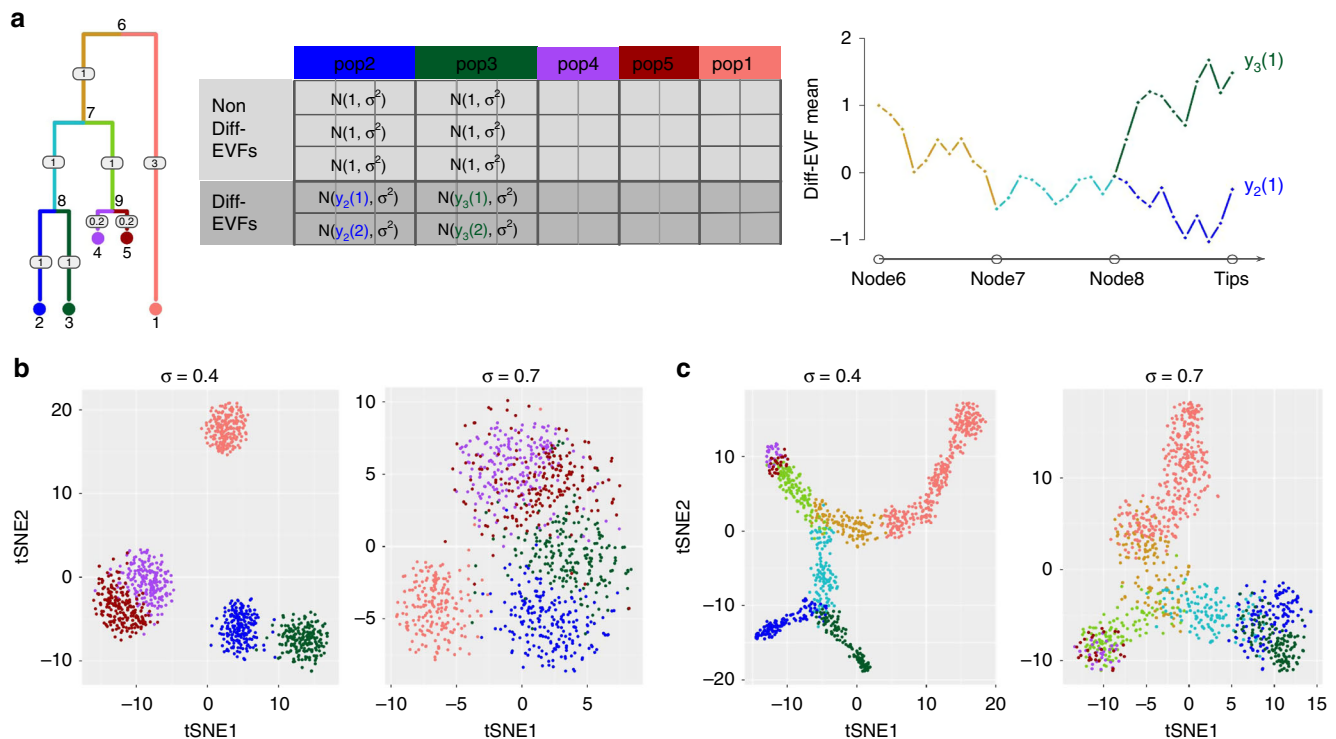 a
6
1
7
1
1
3
8
9
0.2
0.2
4
5
1
1
2
3
1
pop2 pop3 pop4 pop5 pop1
Non
Diff-
EVFs
N(1, σ²) N(1, σ²)
N(1, σ²) N(1, σ²)
N(1, σ²) N(1, σ²)
Diff-
EVFs
N(y₂(1), σ²) N(y₃(1), σ²)
N(y₂(2), σ²) N(y₃(2), σ²)
Diff-EVF mean
2
1
0
−1
y₃(1)
y₂(1)
Node6 Node7 Node8 Tips
b
σ = 0.4
tSNE2
20
10
0
−10
−10 0 10
tSNE1
σ = 0.7
10
5
0
−5
−10 −5 0 5
tSNE1
c
σ = 0.4
tSNE2
10
0
−10
−20
−10 0 10 20
tSNE1
σ = 0.7
10
0
−10
−10 −5 0 5 10 15
tSNE1